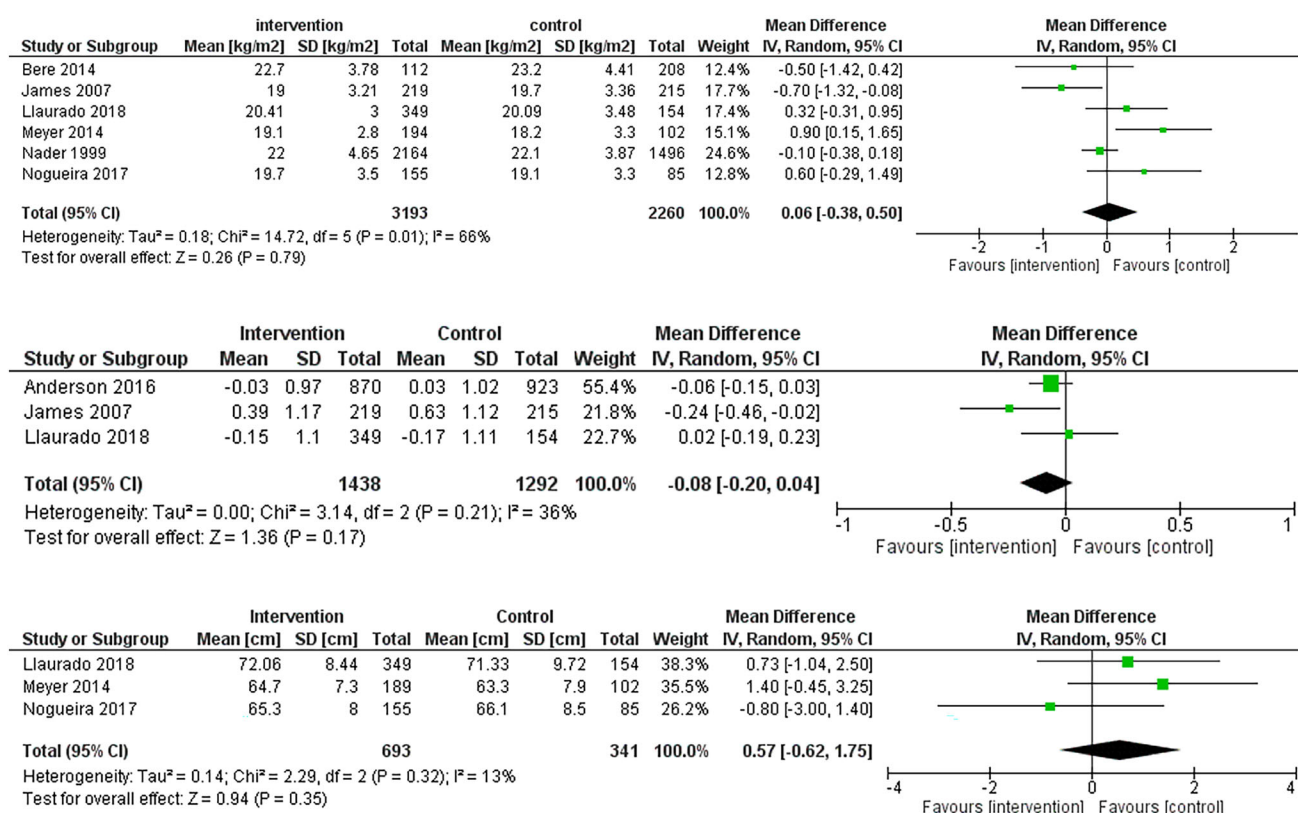 intervention control Mean Difference Mean Difference
Study or Subgroup Mean [kg/m2] SD [kg/m2] Total Mean [kg/m2] SD [kg/m2] Total Weight IV, Random, 95% CI IV, Random, 95% CI
Bere 2014 22.7 3.78 112 23.2 4.41 208 12.4% -0.50 [-1.42, 0.42]
James 2007 19 3.21 219 19.7 3.36 215 17.7% -0.70 [-1.32, -0.08]
Llaurado 2018 20.41 3 349 20.09 3.48 154 17.4% 0.32 [-0.31, 0.95]
Meyer 2014 19.1 2.8 194 18.2 3.3 102 15.1% 0.90 [0.15, 1.65]
Nader 1999 22 4.65 2164 22.1 3.87 1496 24.6% -0.10 [-0.38, 0.18]
Nogueira 2017 19.7 3.5 155 19.1 3.3 85 12.8% 0.60 [-0.29, 1.49]
Total (95% CI) 3193 2260 100.0% 0.06 [-0.38, 0.50]
Heterogeneity: Tau² = 0.18; Chi² = 14.72, df = 5 (P = 0.01); I² = 66%
Test for overall effect: Z = 0.26 (P = 0.79)
-2 -1 0 1 2
Favours [intervention] Favours [control]
Intervention Control Mean Difference Mean Difference
Study or Subgroup Mean SD Total Mean SD Total Weight IV, Random, 95% CI IV, Random, 95% CI
Anderson 2016 -0.03 0.97 870 0.03 1.02 923 55.4% -0.06 [-0.15, 0.03]
James 2007 0.39 1.17 219 0.63 1.12 215 21.8% -0.24 [-0.46, -0.02]
Llaurado 2018 -0.15 1.1 349 -0.17 1.11 154 22.7% 0.02 [-0.19, 0.23]
Total (95% CI) 1438 1292 100.0% -0.08 [-0.20, 0.04]
Heterogeneity: Tau² = 0.00; Chi² = 3.14, df = 2 (P = 0.21); I² = 36%
Test for overall effect: Z = 1.36 (P = 0.17)
-1 -0.5 0 0.5 1
Favours [intervention] Favours [control]
Intervention Control Mean Difference Mean Difference
Study or Subgroup Mean [cm] SD [cm] Total Mean [cm] SD [cm] Total Weight IV, Random, 95% CI IV, Random, 95% CI
Llaurado 2018 72.06 8.44 349 71.33 9.72 154 38.3% 0.73 [-1.04, 2.50]
Meyer 2014 64.7 7.3 189 63.3 7.9 102 35.5% 1.40 [-0.45, 3.25]
Nogueira 2017 65.3 8 155 66.1 8.5 85 26.2% -0.80 [-3.00, 1.40]
Total (95% CI) 693 341 100.0% 0.57 [-0.62, 1.75]
Heterogeneity: Tau² = 0.14; Chi² = 2.29, df = 2 (P = 0.32); I² = 13%
Test for overall effect: Z = 0.94 (P = 0.35)
-4 -2 0 2 4
Favours [intervention] Favours [control]